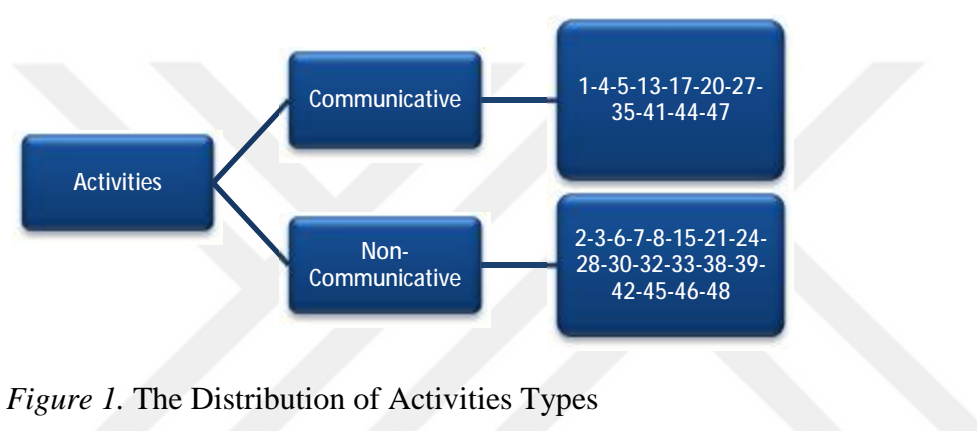 Activities
Communicative
1-4-5-13-17-20-27-
35-41-44-47
Non-
Communicative
2-3-6-7-8-15-21-24-
28-30-32-33-38-39-
42-45-46-48
Figure 1. The Distribution of Activities Types